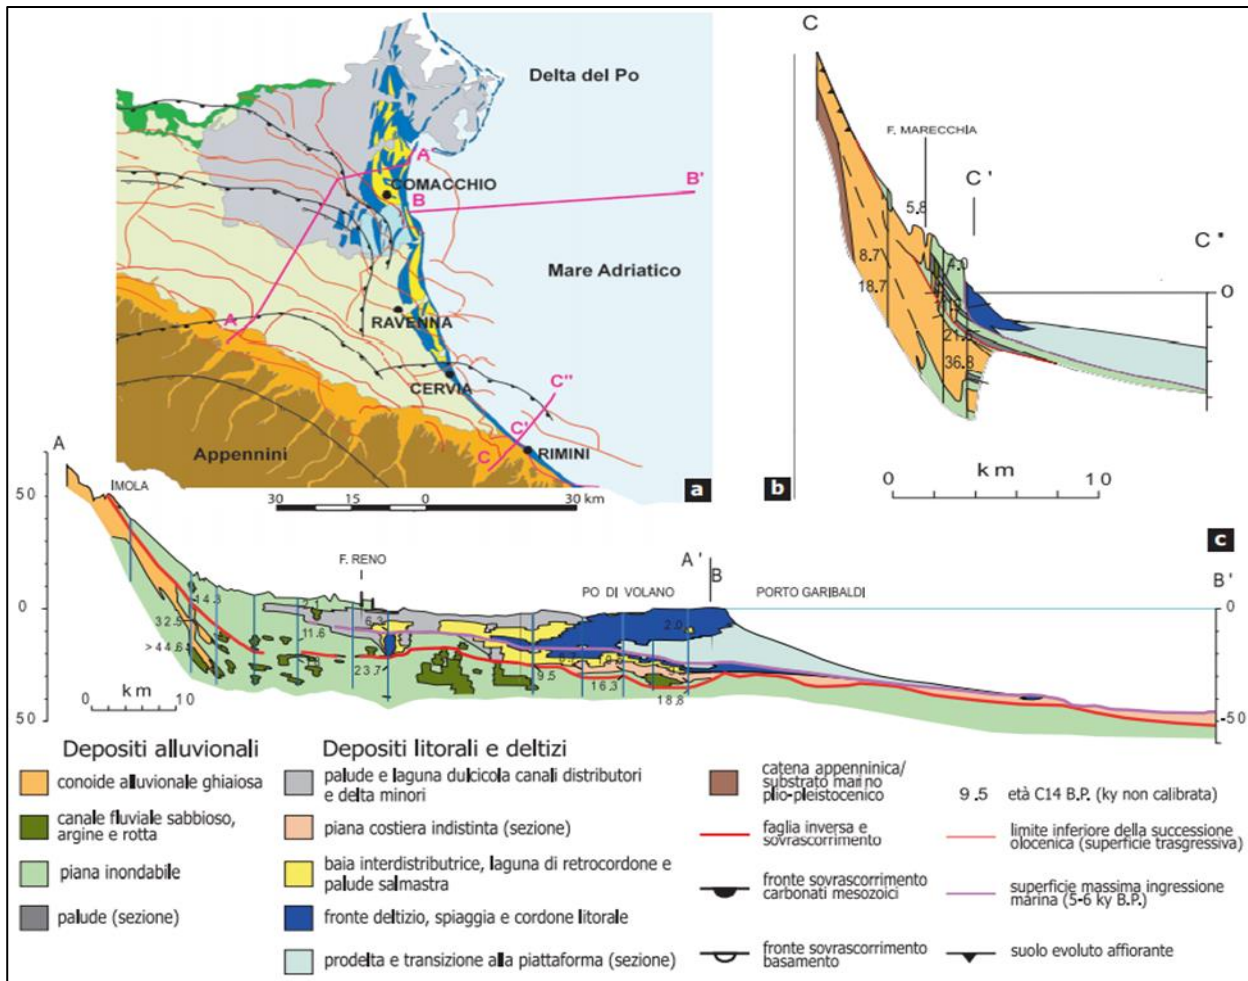 Delta del Po
A'
COMACCHIO
B
B'
Mare Adriatico
RAVENNA
A
CERVIA
C"
C'
Appennini
C
RIMINI
a
30 15 0 30 km
C
F. MARECCHIA
C'
5.8
C"
8.7
4.0
0
18.7
36.8
k m
0 10
b
c
A
50
IMOLA
F. RENO
A'
B
PO DI VOLANO
PORTO GARIBALDI
B'
14.3
0
2.0
0
6.3
32.5
11.6
>44.6
23.7
9.5
16.3
18.8
k m
0 10
50
-50
Depositi alluvionali
conoide alluvionale ghiaiosa
canale fluviale sabbioso,
argine e rotta
piana inondabile
palude (sezione)
Depositi litorali e deltizi
palude e laguna dulcicola canali distributori
e delta minori
piana costiera indistinta (sezione)
baia interdistributrice, laguna di retrocordone e
palude salmastra
fronte deltizio, spiaggia e cordone litorale
prodelta e transizione alla piattaforma (sezione)
catena appenninica/
substrato marino
plio-pleistocenico
faglia inversa e
sovrascorrimento
fronte sovrascorrimento
carbonati mesozoici
fronte sovrascorrimento
basamento
9.5 età C14 B.P. (ky non calibrata)
limite inferiore della successione
olocenica (superficie trasgressiva)
superficie massima ingressione
marina (5-6 ky B.P.)
suolo evoluto affiorante